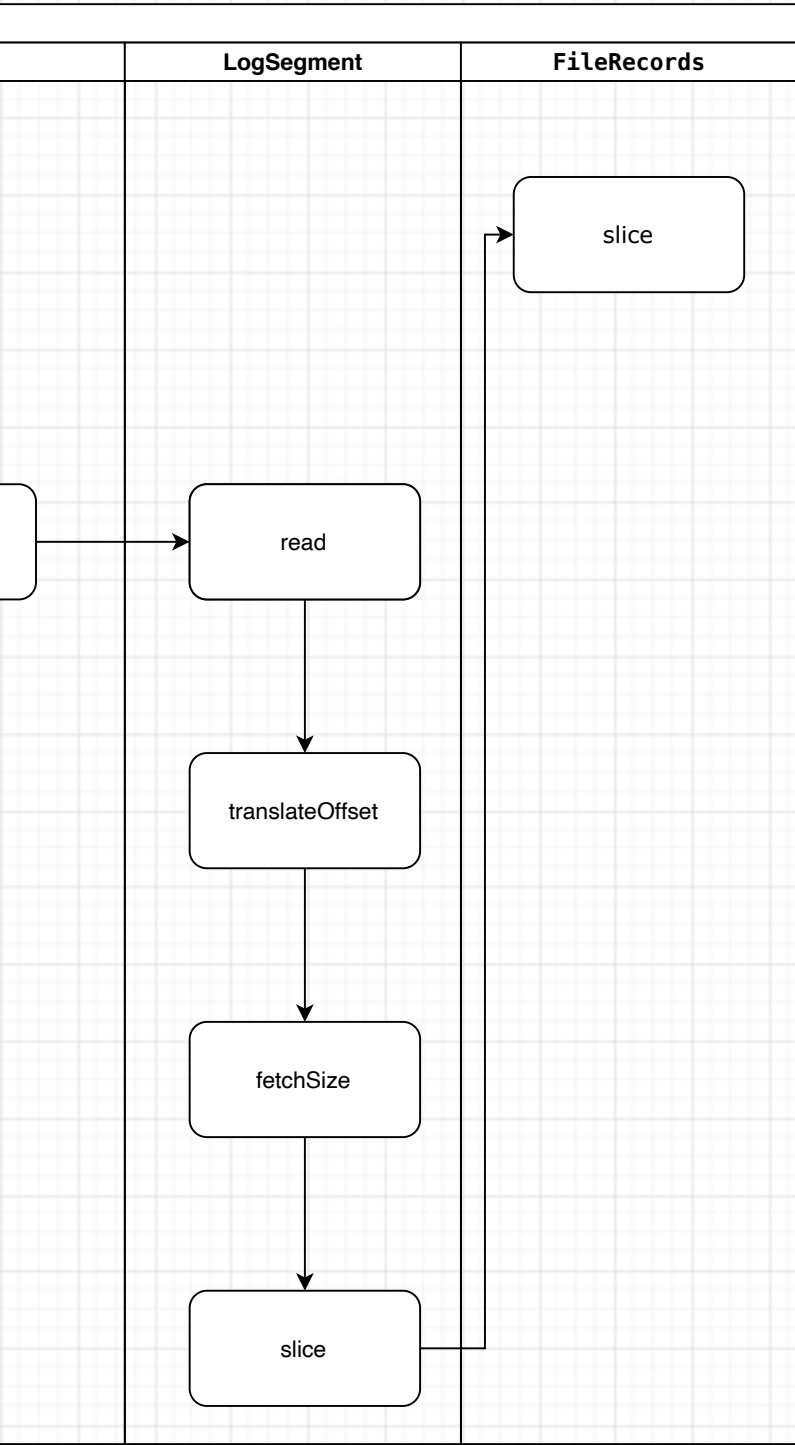 LogSegment
FileRecords
slice
read
translateOffset
fetchSize
slice